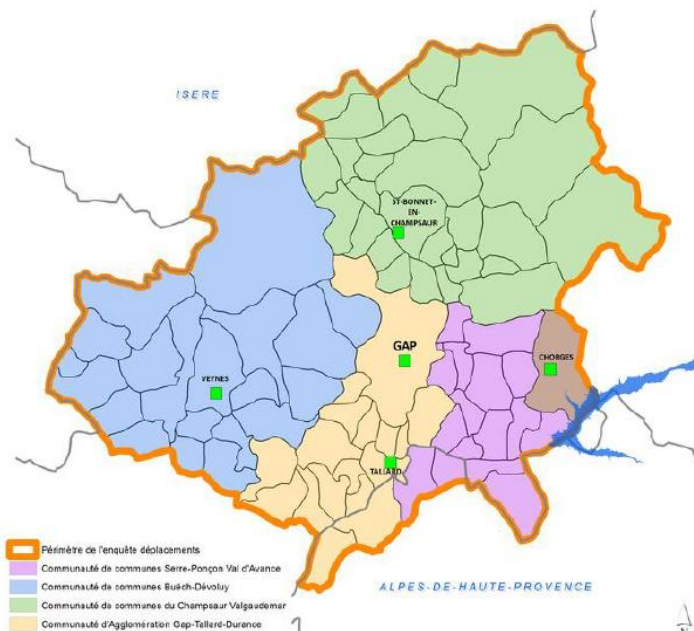 ISERE
ST-BONNET-
EN-
CHAMPSAUR
GAP
CHORGES
VEYNES
TALLARD
Périmètre de l'enquête déplacements
Communauté de communes Serre-Ponçon Val d'Avance
Communauté de communes Buëch-Dévoluy
Communauté de communes du Champsaur Valgaudemar
Communauté d'Agglomération Gap-Tallard-Durance
ALPES-DE-HAUTE-PROVENCE
N